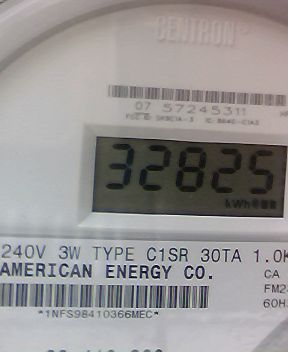 CENTRON
07 57245311
32825
kWh
240V 3W TYPE C1SR 30TA 1.0K
AMERICAN ENERGY CO.
CA
FM2
60H
*1NFS98410366MEC*